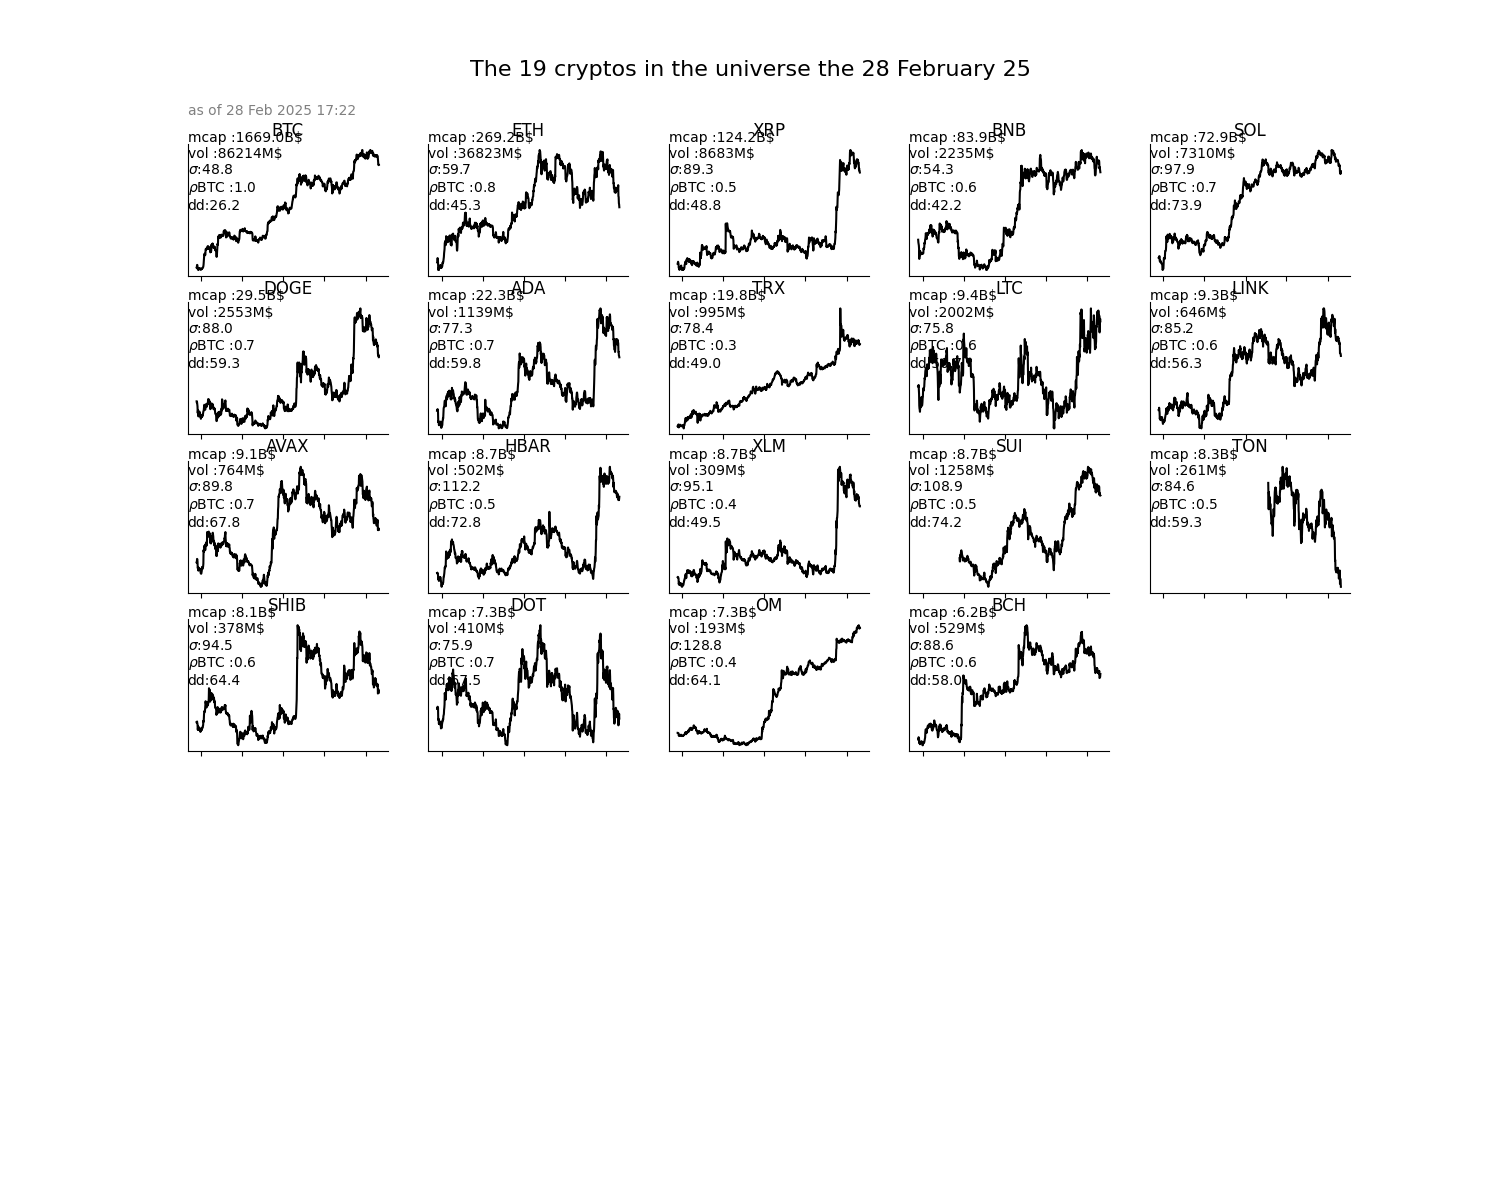 The 19 cryptos in the universe the 28 February 25
as of 28 Feb 2025 17:22
BTC
mcap :1669.0B$
vol :86214M$
σ:48.8
ρBTC :1.0
dd:26.2
ETH
mcap :269.2B$
vol :36823M$
σ:59.7
ρBTC :0.8
dd:45.3
XRP
mcap :124.2B$
vol :8683M$
σ:89.3
ρBTC :0.5
dd:48.8
BNB
mcap :83.9B$
vol :2235M$
σ:54.3
ρBTC :0.6
dd:42.2
SOL
mcap :72.9B$
vol :7310M$
σ:97.9
ρBTC :0.7
dd:73.9
DOGE
mcap :29.5B$
vol :2553M$
σ:88.0
ρBTC :0.7
dd:59.3
ADA
mcap :22.3B$
vol :1139M$
σ:77.3
ρBTC :0.7
dd:59.8
TRX
mcap :19.8B$
vol :995M$
σ:78.4
ρBTC :0.3
dd:49.0
LTC
mcap :9.4B$
vol :2002M$
σ:75.8
ρBTC :0.6
LINK
mcap :9.3B$
vol :646M$
σ:85.2
ρBTC :0.6
dd:56.3
AVAX
mcap :9.1B$
vol :764M$
σ:89.8
ρBTC :0.7
dd:67.8
HBAR
mcap :8.7B$
vol :502M$
σ:112.2
ρBTC :0.5
dd:72.8
XLM
mcap :8.7B$
vol :309M$
σ:95.1
ρBTC :0.4
dd:49.5
SUI
mcap :8.7B$
vol :1258M$
σ:108.9
ρBTC :0.5
dd:74.2
TON
mcap :8.3B$
vol :261M$
σ:84.6
ρBTC :0.5
dd:59.3
SHIB
mcap :8.1B$
vol :378M$
σ:94.5
ρBTC :0.6
dd:64.4
DOT
mcap :7.3B$
vol :410M$
σ:75.9
ρBTC :0.7
dd:67.5
OM
mcap :7.3B$
vol :193M$
σ:128.8
ρBTC :0.4
dd:64.1
BCH
mcap :6.2B$
vol :529M$
σ:88.6
ρBTC :0.6
dd:58.0